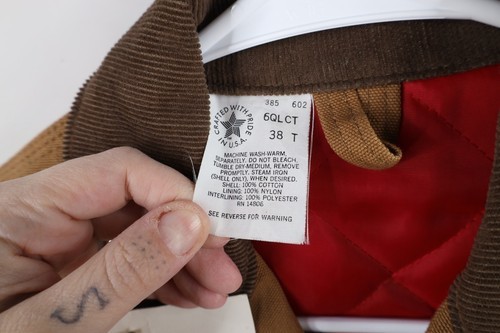 385 602
CRAFTED WITH PRIDE
IN U.S.A.
6QLCT
38 T
MACHINE WASH-WARM,
SEPARATELY. DO NOT BLEACH.
TUMBLE DRY-MEDIUM, REMOVE
PROMPTLY. STEAM IRON
(SHELL ONLY), WHEN DESIRED.
SHELL: 100% COTTON
LINING: 100% NYLON
INTERLINING: 100% POLYESTER
RN 14806
SEE REVERSE FOR WARNING
S